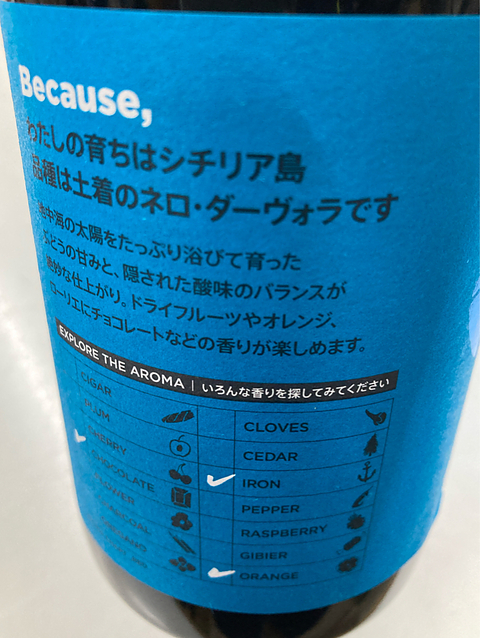 Because,
わたしの育ちはシチリア島
品種は土着のネロ・ダーヴォラです
地中海の太陽をたっぷり浴びて育った
ぶどうの甘みと、隠された酸味のバランスが
絶妙な仕上がり。ドライフルーツやオレンジ、
ローリエにチョコレートなどの香りが楽しめます。
EXPLORE THE AROMA | いろんな香りを探してみてください
CIGAR
PLUM
CHERRY
CHOCOLATE
FLOWER
CHARCOAL
CLOVES
CEDAR
IRON
PEPPER
RASPBERRY
GIBIER
ORANGE